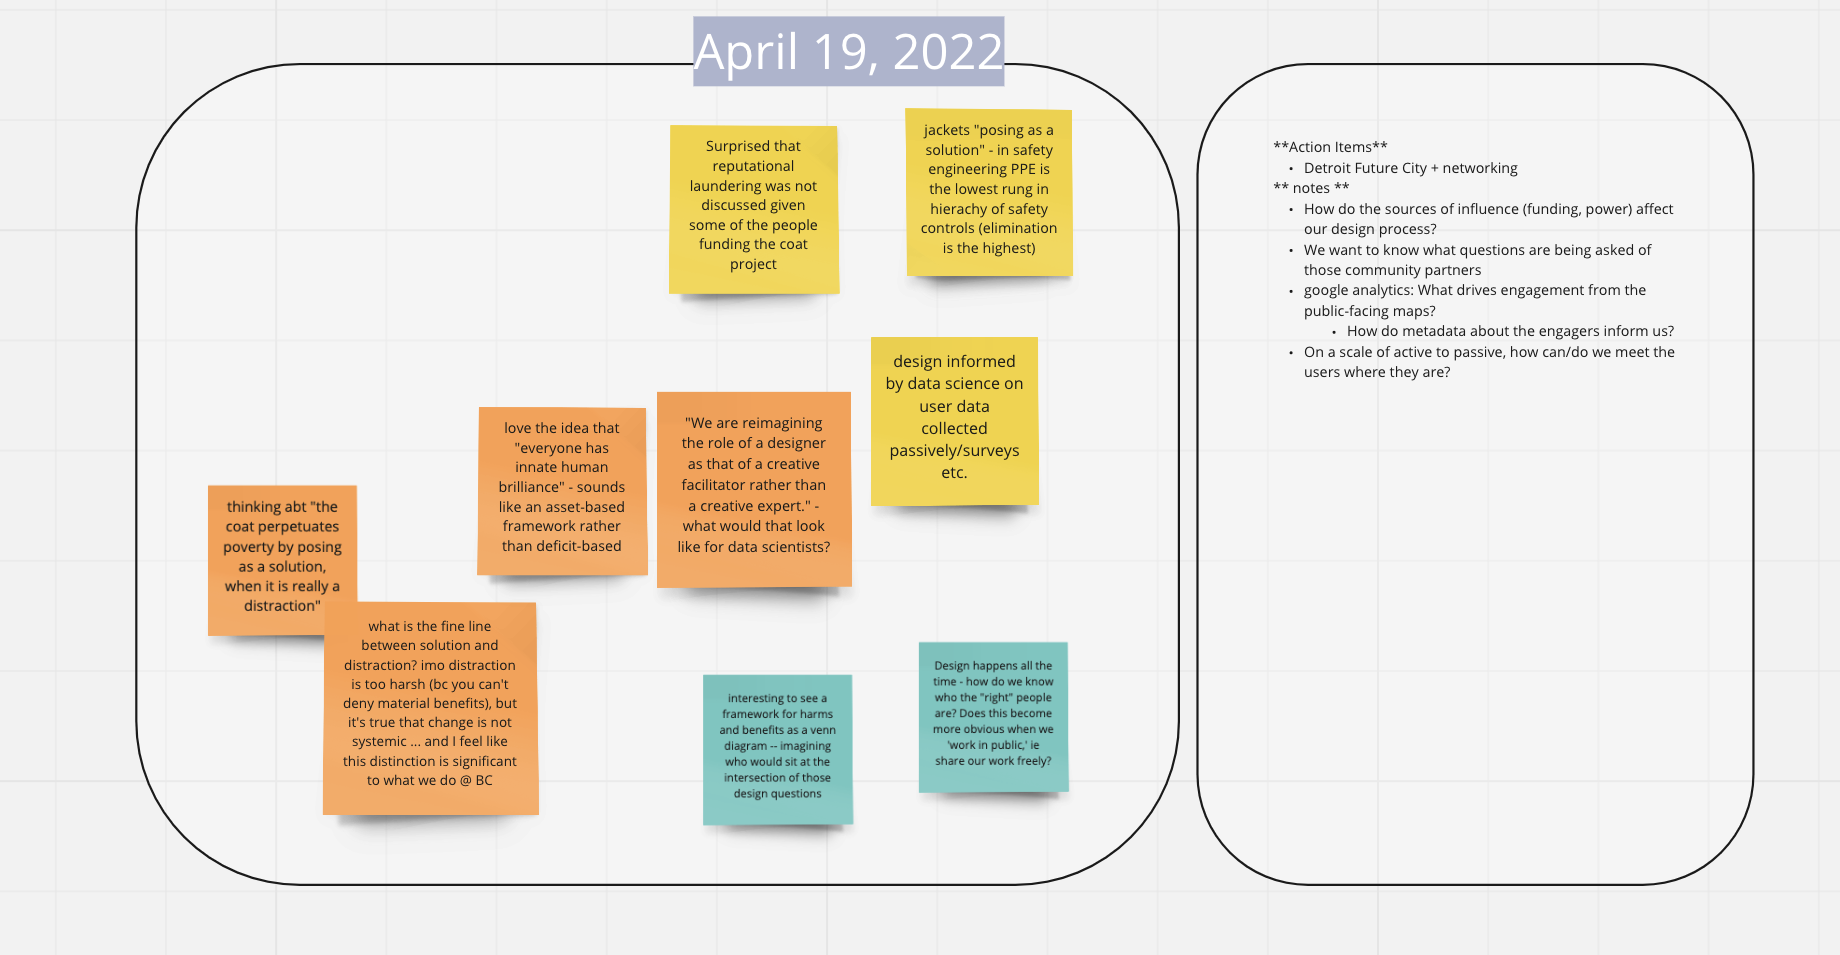 April 19, 2022
Surprised that
reputational
laundering was not
discussed given
some of the people
funding the coat
project
jackets "posing as a
solution" - in safety
engineering PPE is
the lowest rung in
hierachy of safety
controls (elimination
is the highest)
design informed
by data science on
user data
collected
passively/surveys
etc.
love the idea that
"everyone has
innate human
brilliance" - sounds
like an asset-based
framework rather
than deficit-based
"We are reimagining
the role of a designer
as that of a creative
facilitator rather than
a creative expert." -
what would that look
like for data scientists?
thinking abt "the
coat perpetuates
poverty by posing
as a solution,
when it is really a
distraction"
what is the fine line
between solution and
distraction? imo distraction
is too harsh (bc you can't
deny material benefits), but
it's true that change is not
systemic ... and I feel like
this distinction is significant
to what we do @ BC
interesting to see a
framework for harms
and benefits as a venn
diagram -- imagining
who would sit at the
intersection of those
design questions
Design happens all the
time - how do we know
who the "right" people
are? Does this become
more obvious when we
'work in public,' ie
share our work freely?
**Action Items**
• Detroit Future City + networking
** notes **
• How do the sources of influence (funding, power) affect
our design process?
• We want to know what questions are being asked of
those community partners
• google analytics: What drives engagement from the
public-facing maps?
• How do metadata about the engagers inform us?
• On a scale of active to passive, how can/do we meet the
users where they are?